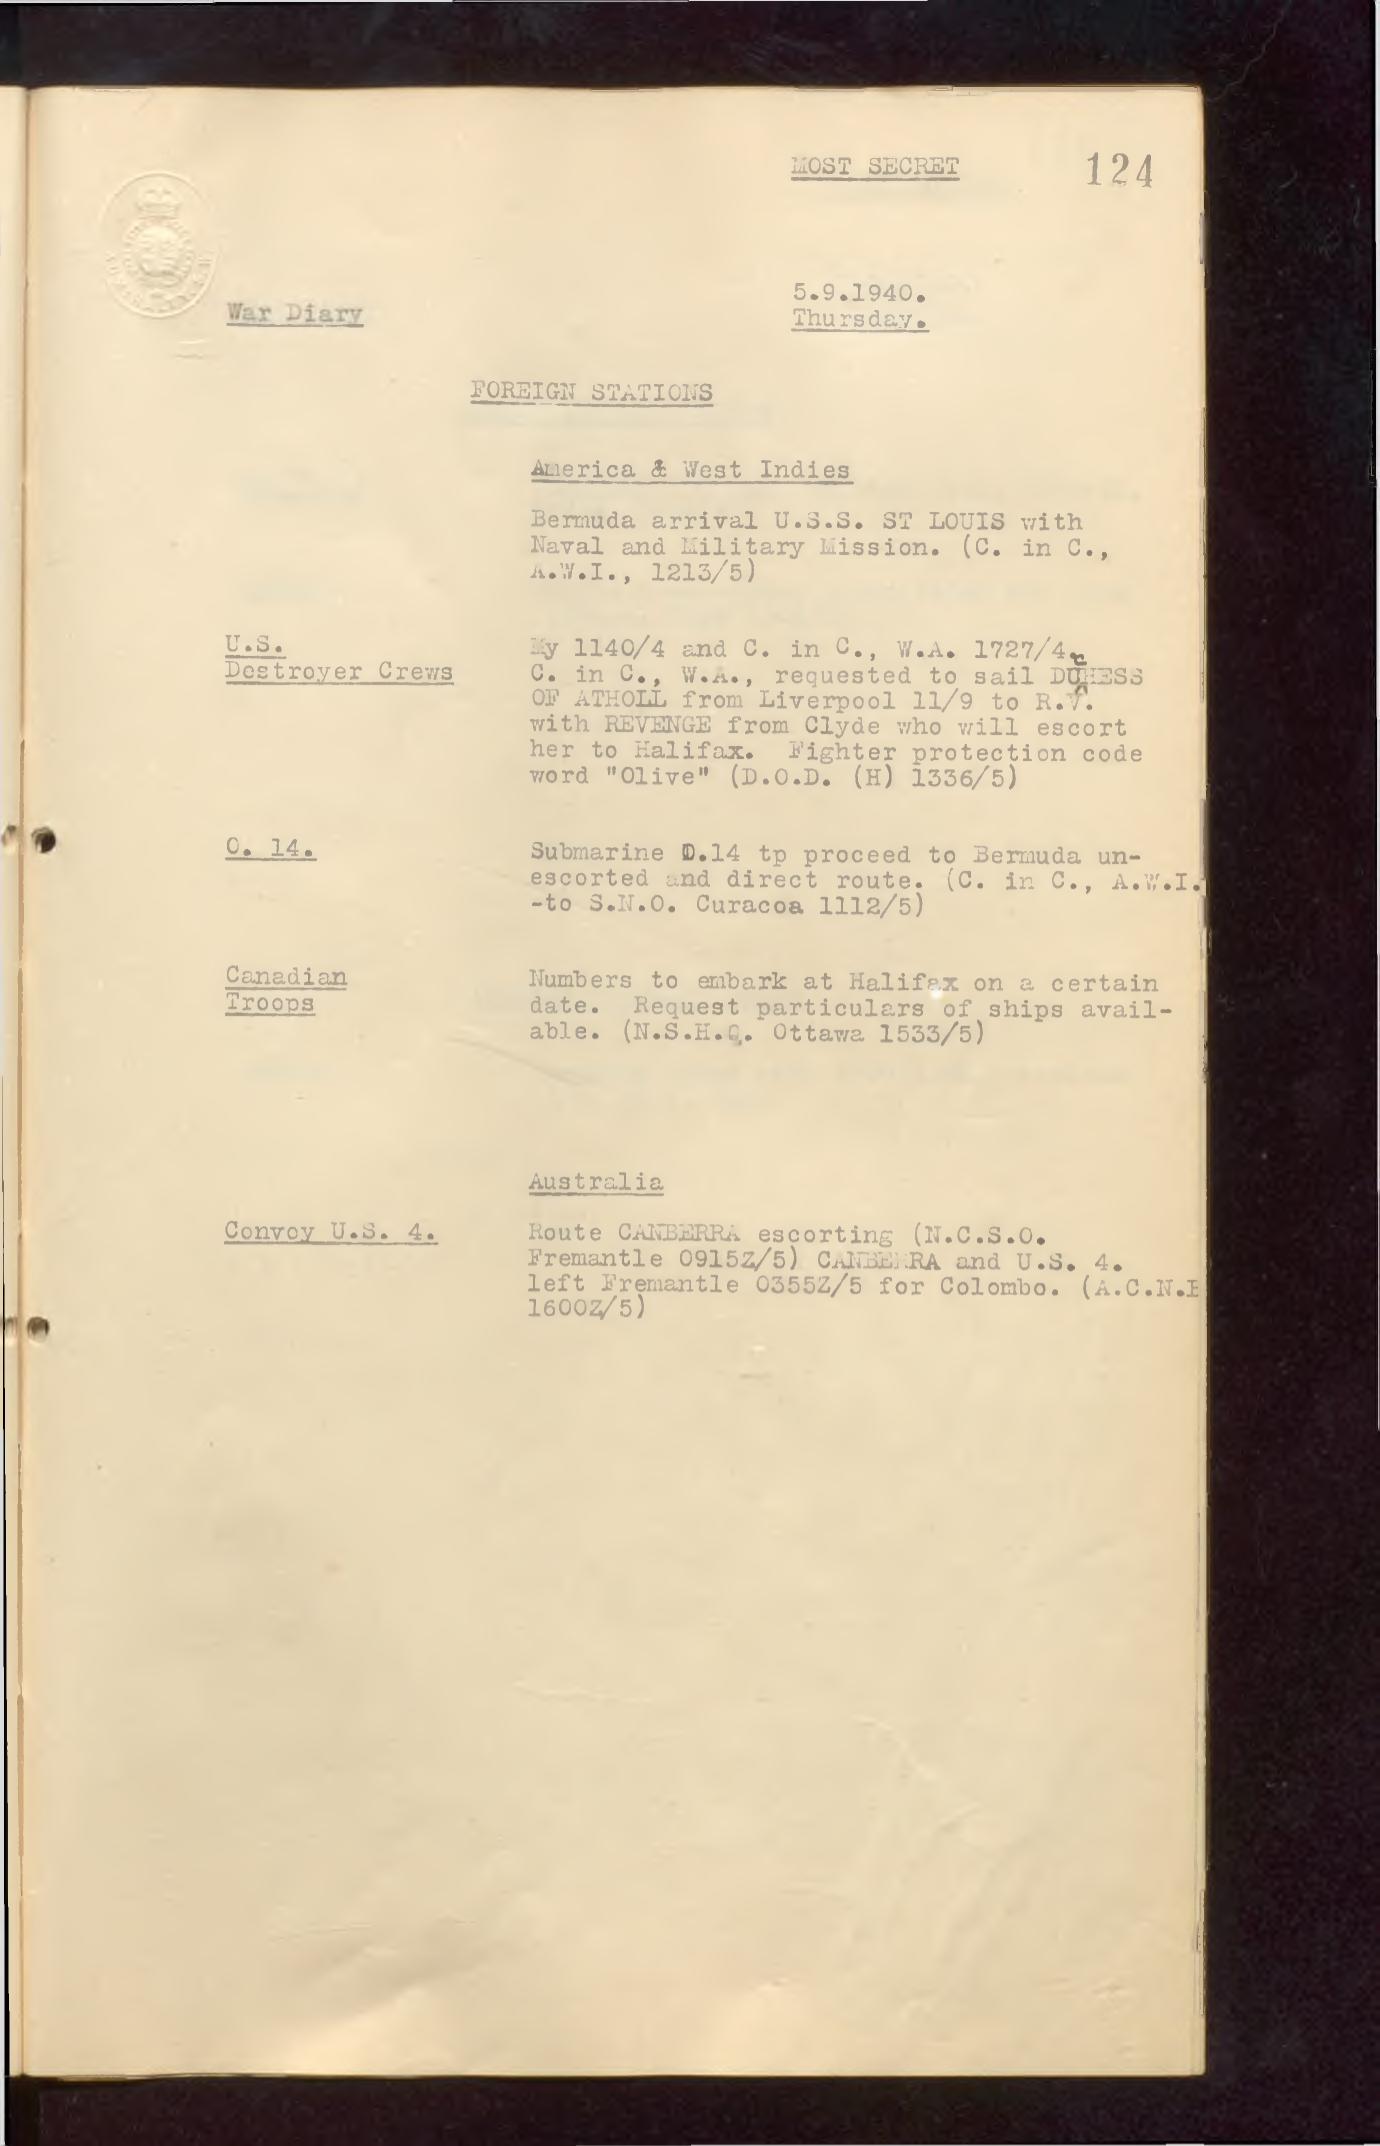 MOST SECRET
124
5.9.1940.
Thursday.
War Diary
FOREIGN STATIONS
America & West Indies
Bermuda arrival U.S.S. ST LOUIS with
Naval and Military Mission. (C. in C.,
A.W.I., 1213/5)
U.S.
Destroyer Crews
My 1140/4 and C. in C., W.A. 1727/4.
C. in C., W.A., requested to sail DUCHESS
OF ATHOLL from Liverpool 11/9 to R.V.
with REVENGE from Clyde who will escort
her to Halifax. Fighter protection code
word "Olive" (D.O.D. (H) 1336/5)
O. 14.
Submarine O.14 tp proceed to Bermuda un-
escorted and direct route. (C. in C., A.W.I.
-to S.N.O. Curacoa 1112/5)
Canadian
Troops
Numbers to embark at Halifax on a certain
date. Request particulars of ships avail-
able. (N.S.H.Q. Ottawa 1533/5)
Australia
Convoy U.S. 4.
Route CANBERRA escorting (N.C.S.O.
Fremantle 0915Z/5) CANBERRA and U.S. 4.
left Fremantle 0355Z/5 for Colombo. (A.C.N.B
1600Z/5)